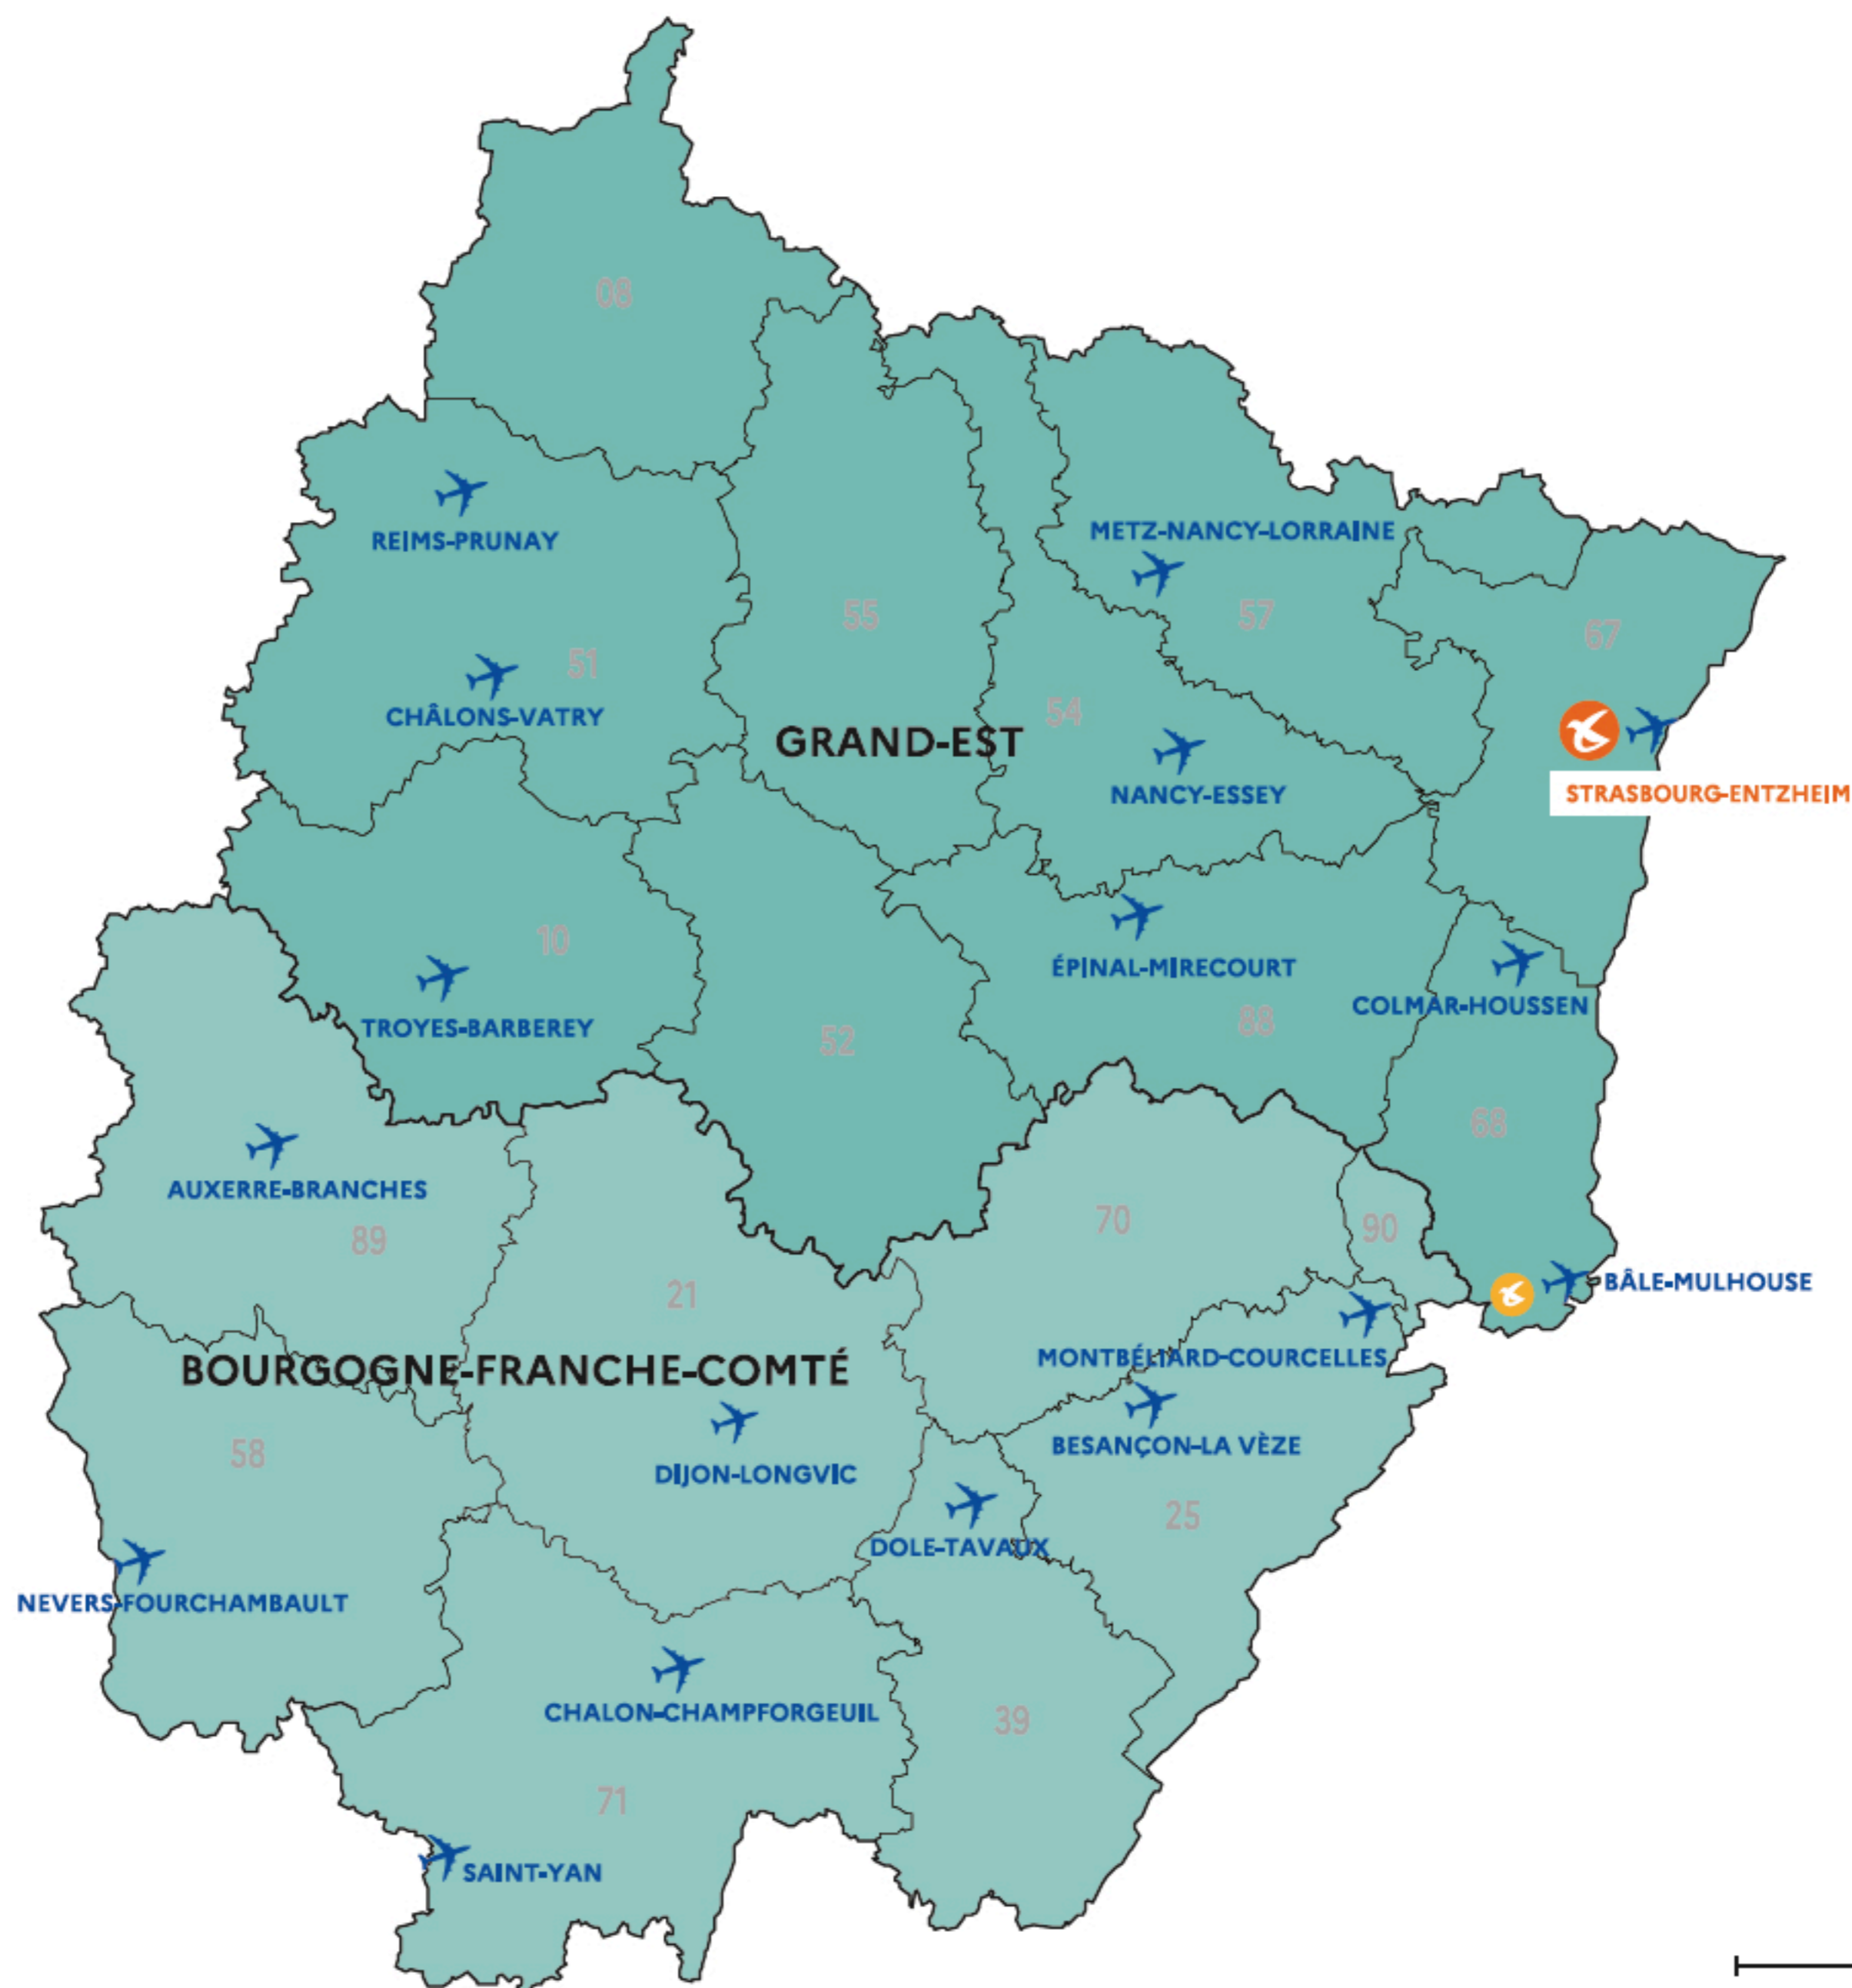 08
REIMS-PRUNAY
METZ-NANCY-LORRAINE
55
57
67
51
CHÂLONS-VATRY
54
GRAND-EST
NANCY-ESSEY
STRASBOURG-ENTZHEIM
10
ÉPINAL-MIRECOURT
COLMAR-HOUSSEN
TROYES-BARBEREY
52
88
68
AUXERRE-BRANCHES
89
70
90
21
BÂLE-MULHOUSE
MONTBÉLIARD-COURCELLES
BOURGOGNE-FRANCHE-COMTÉ
58
BESANÇON-LA VÈZE
DIJON-LONGVIC
25
DOLE-TAVAUX
NEVERS-FOURCHAMBAULT
CHALON-CHAMPFORGEUIL
39
71
SAINT-YAN